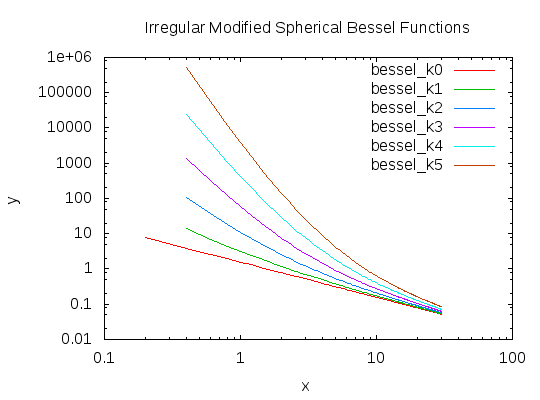 Irregular Modified Spherical Bessel Functions
1e+06
100000
10000
1000
100
10
1
0.1
0.01
y
bessel_k0
bessel_k1
bessel_k2
bessel_k3
bessel_k4
bessel_k5
0.1 1 10 100
x